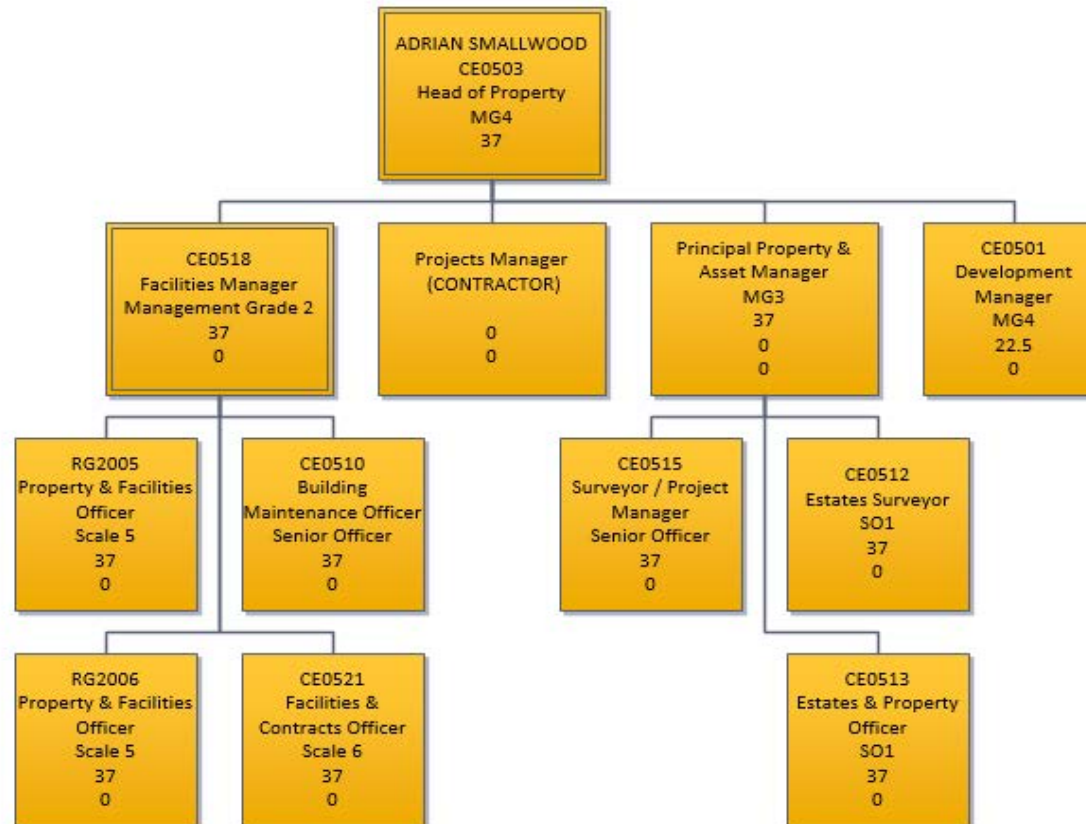 ADRIAN SMALLWOOD
CE0503
Head of Property
MG4
37
CE0518
Facilities Manager
Management Grade 2
37
0
Projects Manager
(CONTRACTOR)
0
0
Principal Property &
Asset Manager
MG3
37
0
0
CE0501
Development
Manager
MG4
22.5
0
RG2005
Property & Facilities
Officer
Scale 5
37
0
CE0510
Building
Maintenance Officer
Senior Officer
37
0
CE0515
Surveyor / Project
Manager
Senior Officer
37
0
CE0512
Estates Surveyor
SO1
37
0
RG2006
Property & Facilities
Officer
Scale 5
37
0
CE0521
Facilities &
Contracts Officer
Scale 6
37
0
CE0513
Estates & Property
Officer
SO1
37
0